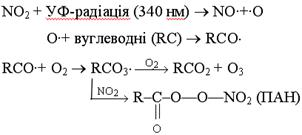 NO₂ + УФ-радіація (340 нм) → NO·+·O
O·+ вуглеводні (RC) → RCO·
RCO·+ O₂ → RCO₃· →O₂ RCO₂ + O₃
NO₂ R–C–O–O–NO₂ (ПАН)
O